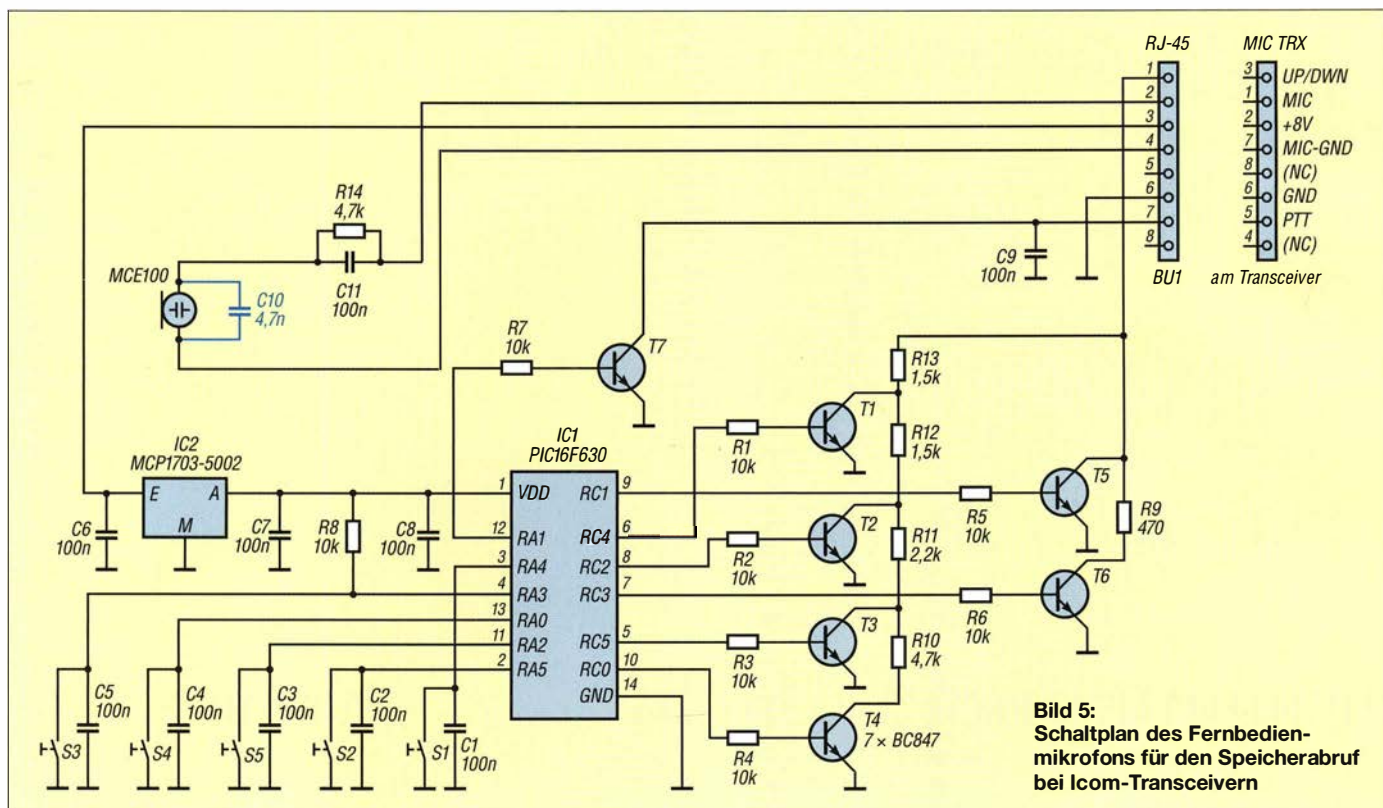 RJ-45
MIC TRX
1
2
3
4
5
6
7
8
3
1
2
7
8
6
5
4
UP/DWN
MIC
+8V
MIC-GND
(NC)
GND
PTT
(NC)
BU1
am Transceiver
R14
4,7k
C11
100n
MCE100
C10
4,7n
C9
100n
R7
10k
T7
R13
1,5k
T1
R12
1,5k
R1
10k
IC1
PIC16F630
IC2
MCP1703-5002
E
A
M
C6
100n
C7
100n
R8
10k
C8
100n
1
12
3
4
13
11
2
VDD
RA1
RA4
RA3
RA0
RA2
RA5
RC1
RC4
RC2
RC3
RC5
RC0
GND
9
6
8
7
5
10
14
T2
R2
10k
R11
2,2k
R5
10k
T5
R9
470
T6
R6
10k
T3
R3
10k
R10
4,7k
T4
7 × BC847
R4
10k
S3
C5
100n
S4
C4
100n
S5
C3
100n
S2
C2
100n
S1
C1
100n
Bild 5:
Schaltplan des Fernbedien-
mikrofons für den Speicherabruf
bei Icom-Transceivern